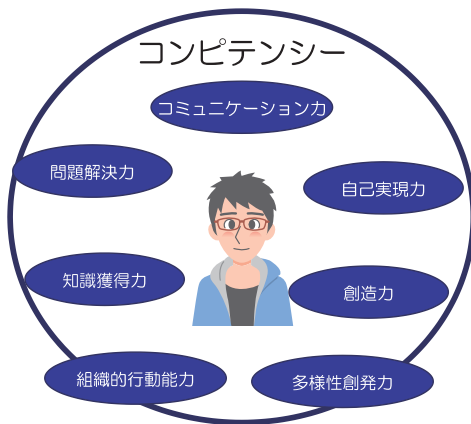 コンピテンシー
コミュニケーション力
問題解決力
自己実現力
知識獲得力
創造力
組織的行動能力
多様性創発力